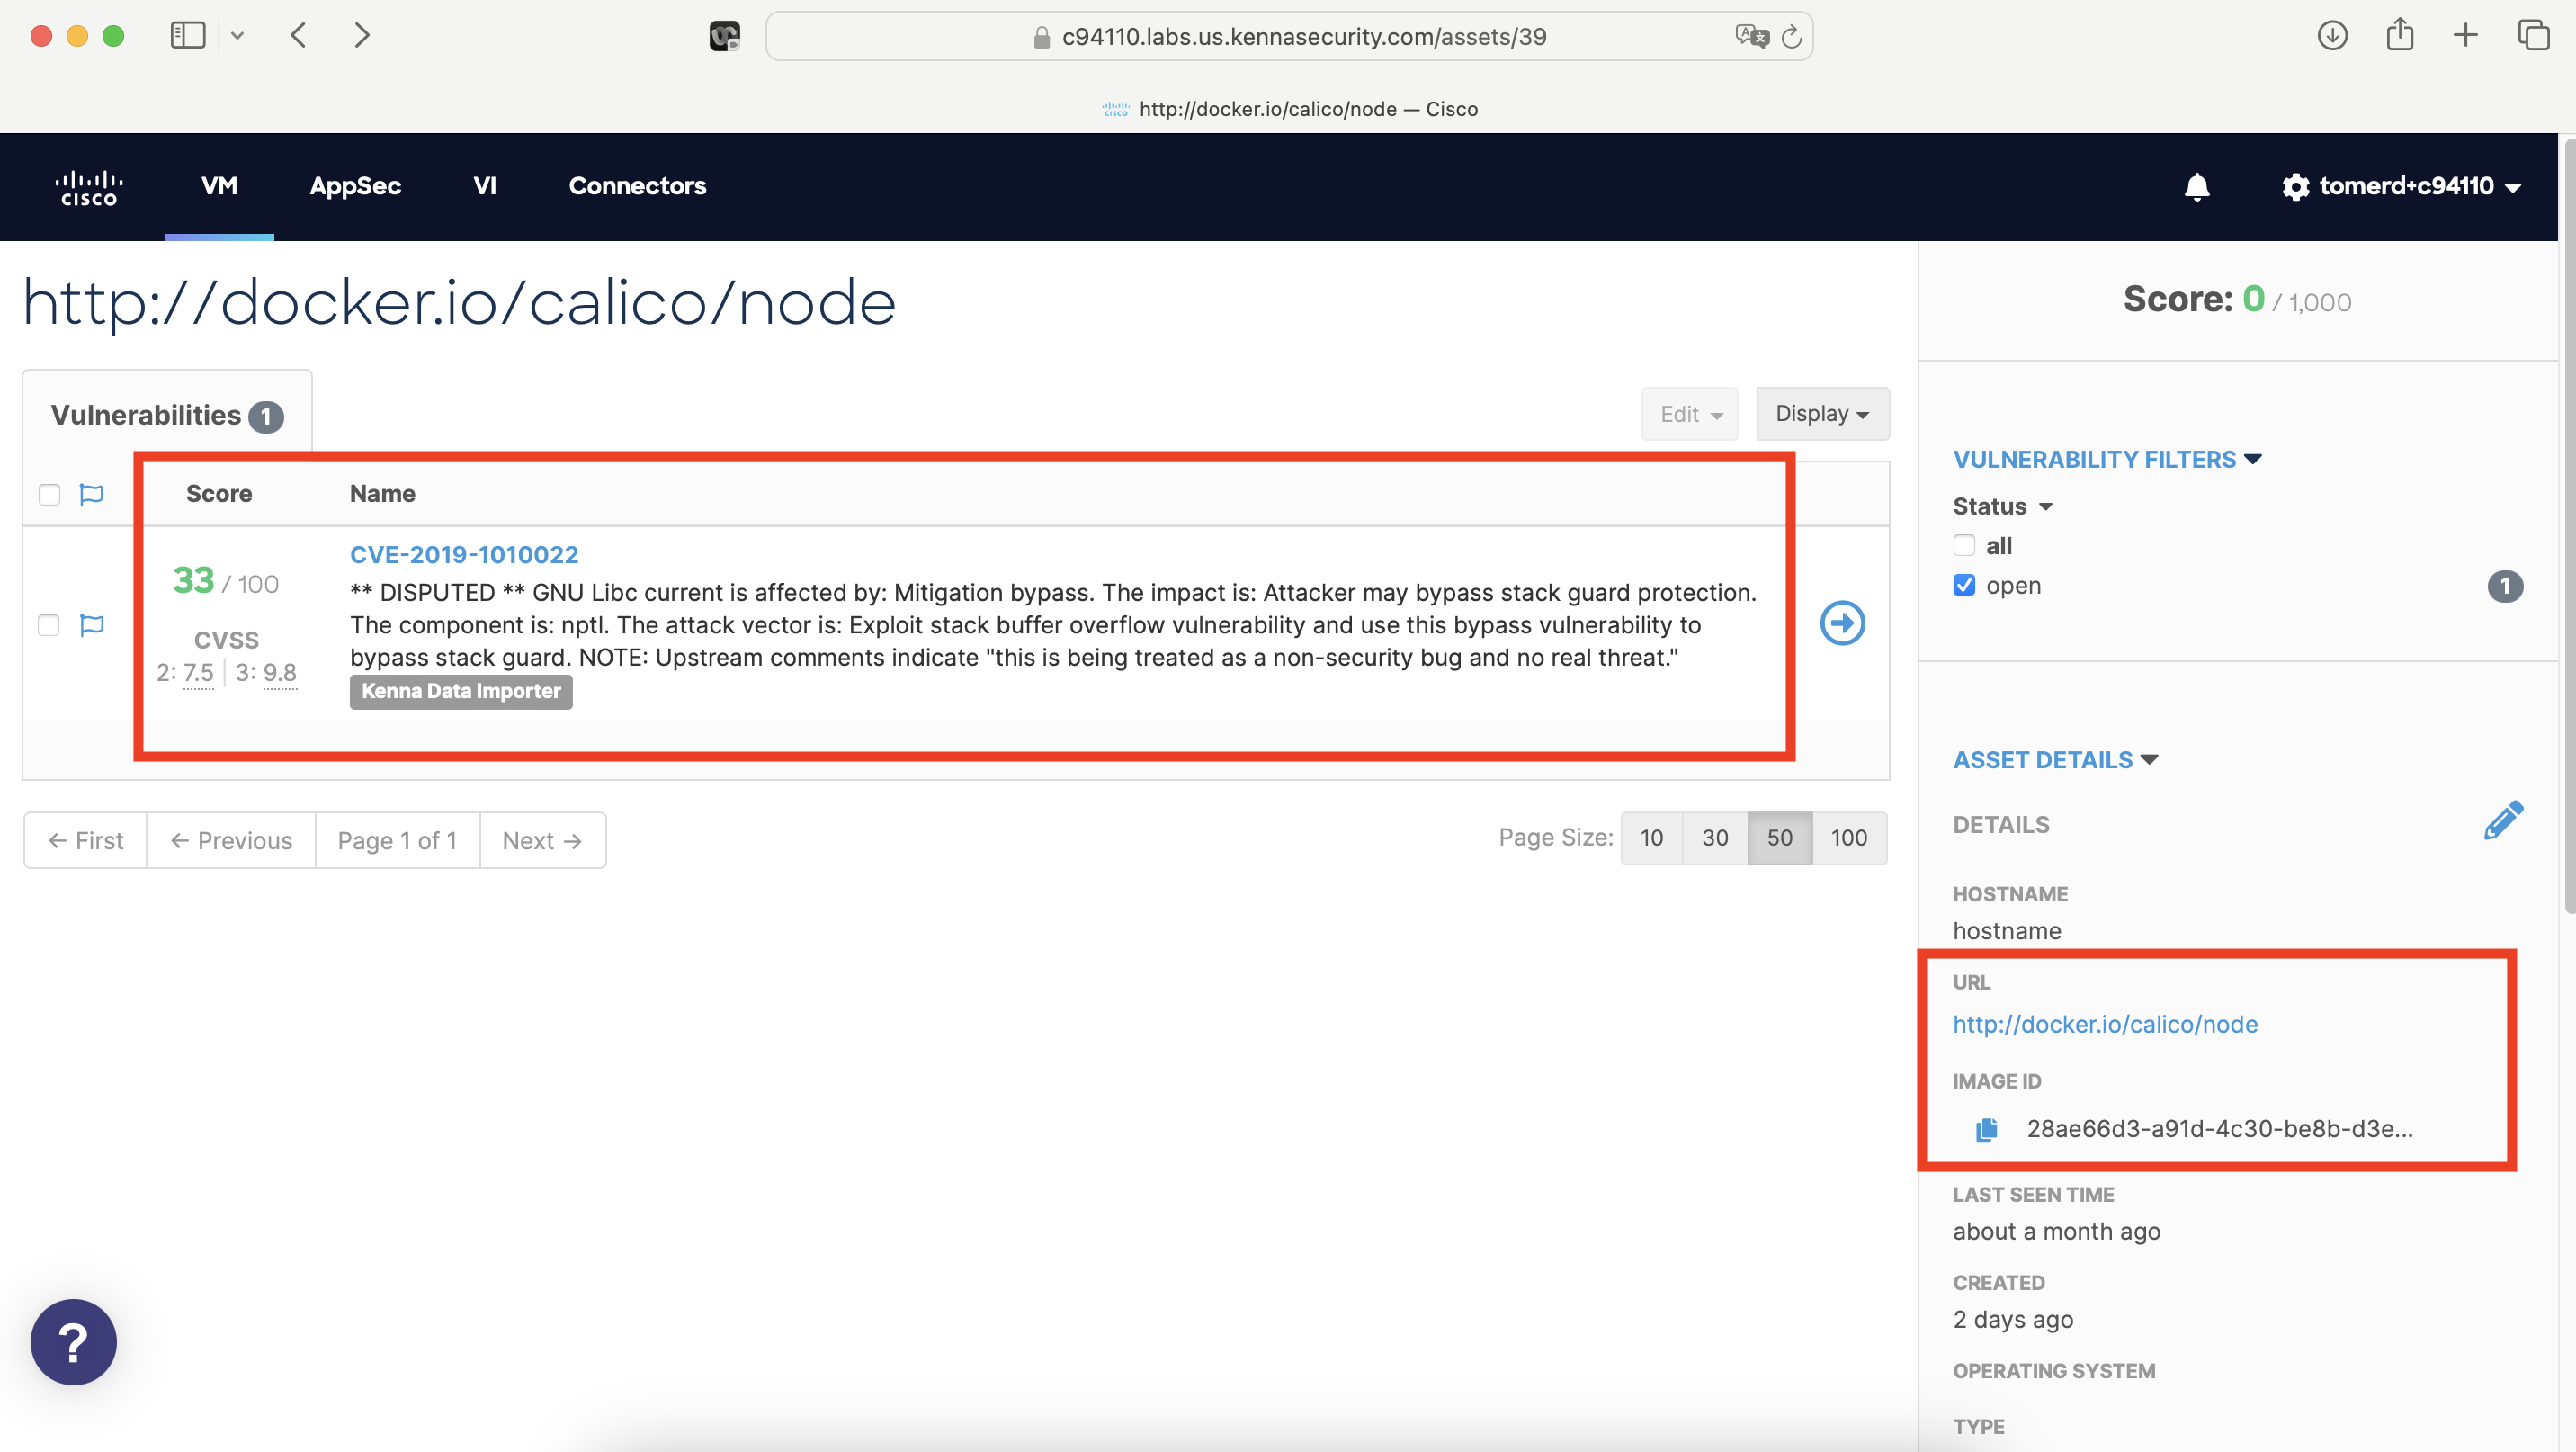 c94110.labs.us.kennasecurity.com/assets/39
http://docker.io/calico/node — Cisco
CISCO
VM
AppSec
VI
Connectors
tomerd+c94110
http://docker.io/calico/node
Score: 0 / 1,000
Vulnerabilities 1
Edit
Display
Score
Name
33 / 100
CVSS
2: 7.5 | 3: 9.8
CVE-2019-1010022
** DISPUTED ** GNU Libc current is affected by: Mitigation bypass. The impact is: Attacker may bypass stack guard protection.
The component is: nptl. The attack vector is: Exploit stack buffer overflow vulnerability and use this bypass vulnerability to
bypass stack guard. NOTE: Upstream comments indicate "this is being treated as a non-security bug and no real threat."
Kenna Data Importer
← First
← Previous
Page 1 of 1
Next →
Page Size:
10
30
50
100
VULNERABILITY FILTERS
Status
all
open
1
ASSET DETAILS
DETAILS
HOSTNAME
hostname
URL
http://docker.io/calico/node
IMAGE ID
28ae66d3-a91d-4c30-be8b-d3e...
LAST SEEN TIME
about a month ago
CREATED
2 days ago
OPERATING SYSTEM
TYPE
?